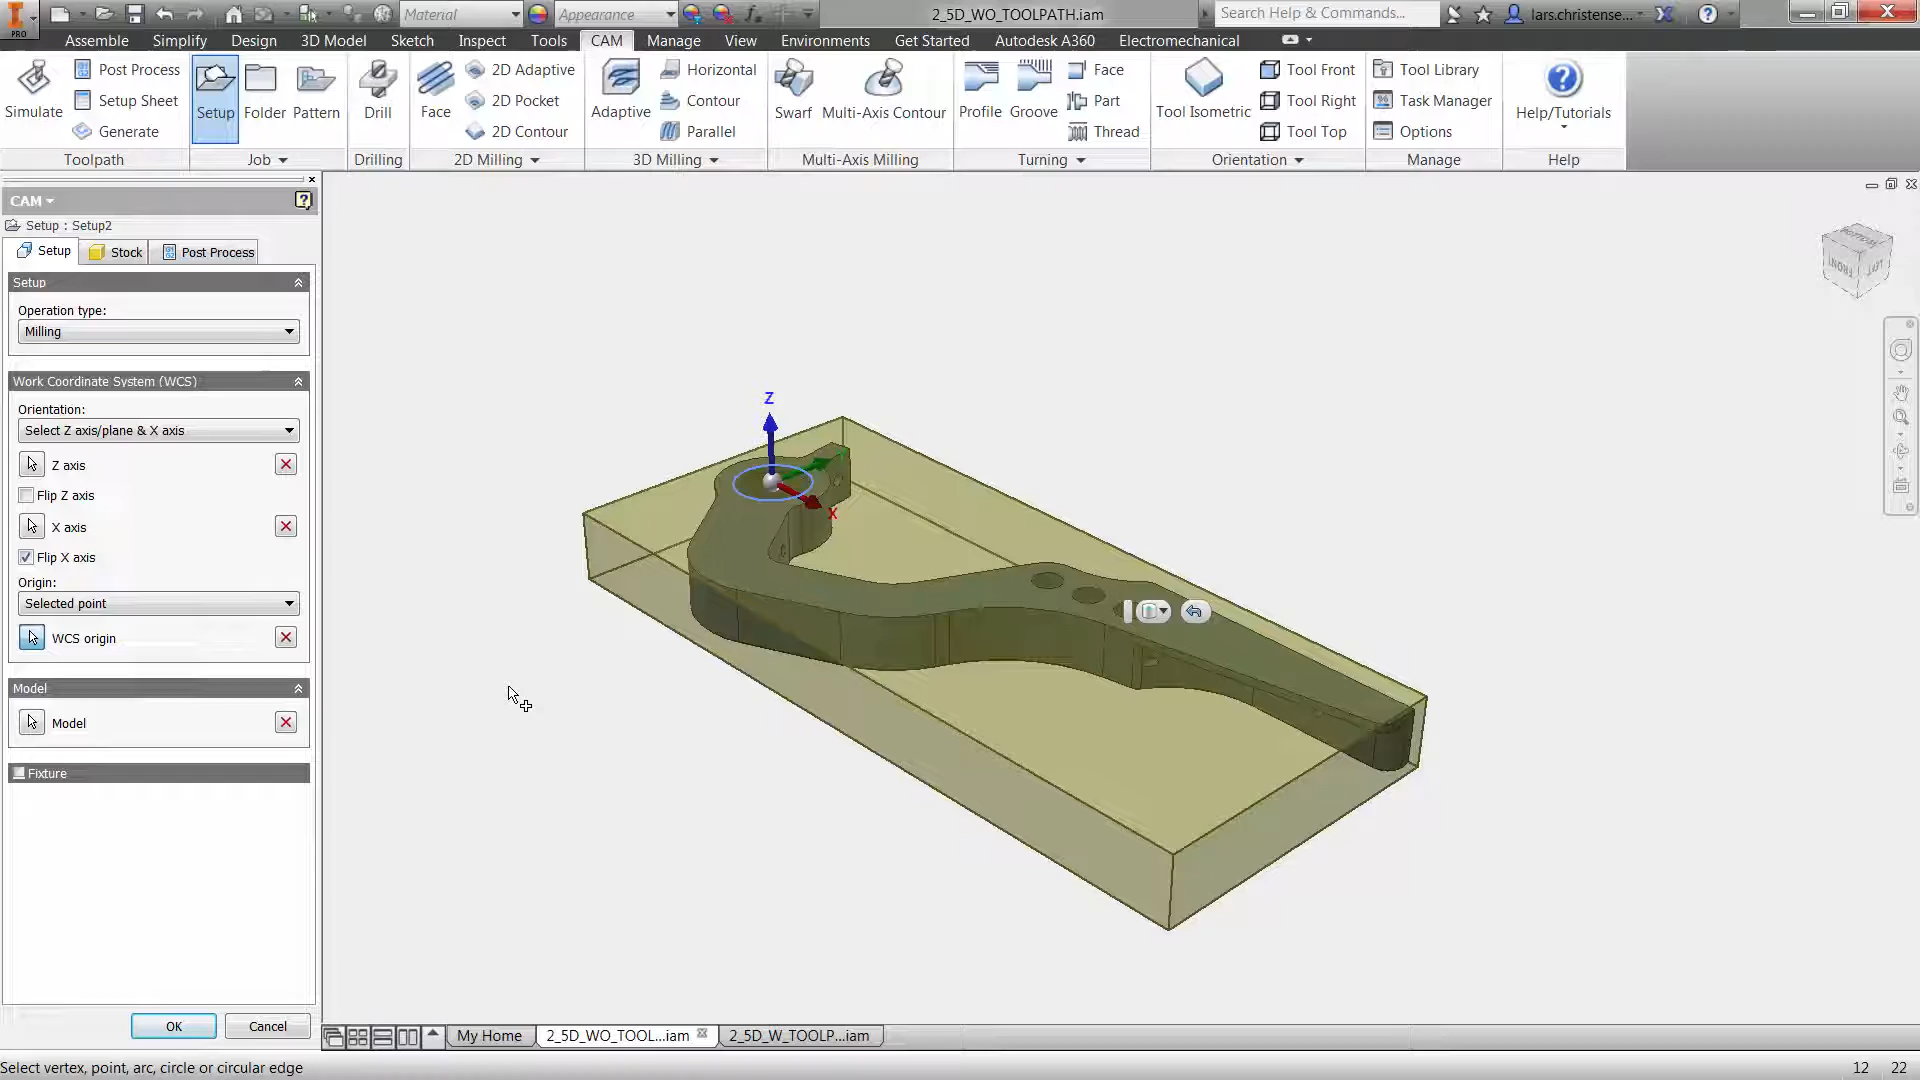 Material
Appearance
2_5D_WO_TOOLPATH.iam
Search Help & Commands...
lars.christense...
PRO
Assemble
Simplify
Design
3D Model
Sketch
Inspect
Tools
CAM
Manage
View
Environments
Get Started
Autodesk A360
Electromechanical
Simulate
Post Process
Setup Sheet
Generate
Toolpath
Setup
Folder
Pattern
Job
Drill
Drilling
Face
2D Adaptive
2D Pocket
2D Contour
2D Milling
Adaptive
Horizontal
Contour
Parallel
3D Milling
Swarf
Multi-Axis Contour
Multi-Axis Milling
Profile
Groove
Face
Part
Thread
Turning
Tool Isometric
Tool Front
Tool Right
Tool Top
Orientation
Tool Library
Task Manager
Options
Manage
Help/Tutorials
Help
CAM
Setup : Setup2
Setup
Stock
Post Process
Setup
Operation type:
Milling
Work Coordinate System (WCS)
Orientation:
Select Z axis/plane & X axis
Z axis
Flip Z axis
X axis
Flip X axis
Origin:
Selected point
WCS origin
Model
Model
Fixture
OK
Cancel
Z
X
BOTTOM
FRONT
LEFT
My Home
2_5D_WO_TOOL...iam
2_5D_W_TOOLP...iam
Select vertex, point, arc, circle or circular edge
12
22